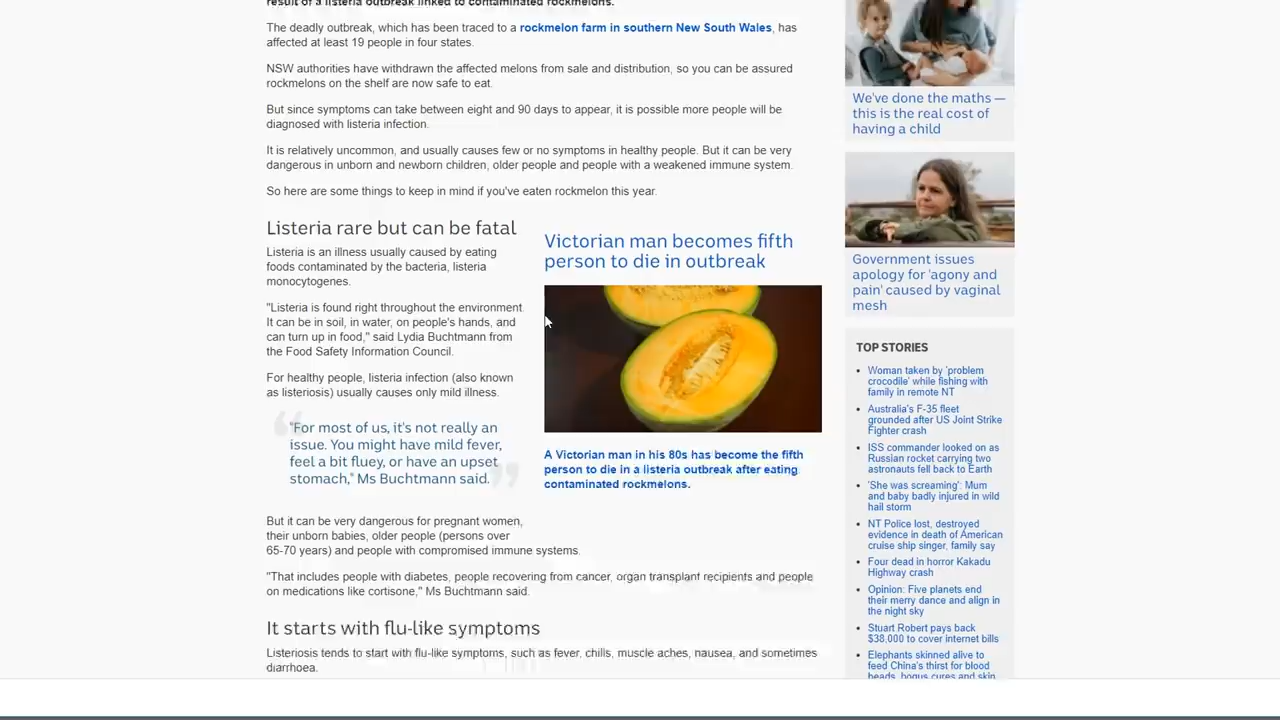 result of a listeria outbreak linked to contaminated rockmelons.
The deadly outbreak, which has been traced to a rockmelon farm in southern New South Wales, has
affected at least 19 people in four states.
NSW authorities have withdrawn the affected melons from sale and distribution, so you can be assured
rockmelons on the shelf are now safe to eat.
But since symptoms can take between eight and 90 days to appear, it is possible more people will be
diagnosed with listeria infection.
It is relatively uncommon, and usually causes few or no symptoms in healthy people. But it can be very
dangerous in unborn and newborn children, older people and people with a weakened immune system.
So here are some things to keep in mind if you've eaten rockmelon this year.
Listeria rare but can be fatal
Listeria is an illness usually caused by eating
foods contaminated by the bacteria, listeria
monocytogenes.
"Listeria is found right throughout the environment.
It can be in soil, in water, on people's hands, and
can turn up in food," said Lydia Buchtmann from
the Food Safety Information Council.
For healthy people, listeria infection (also known
as listeriosis) usually causes only mild illness.
"For most of us, it's not really an
issue. You might have mild fever,
feel a bit fluey, or have an upset
stomach," Ms Buchtmann said.
Victorian man becomes fifth
person to die in outbreak
A Victorian man in his 80s has become the fifth
person to die in a listeria outbreak after eating
contaminated rockmelons.
But it can be very dangerous for pregnant women,
their unborn babies, older people (persons over
65-70 years) and people with compromised immune systems.
"That includes people with diabetes, people recovering from cancer, organ transplant recipients and people
on medications like cortisone," Ms Buchtmann said.
It starts with flu-like symptoms
Listeriosis tends to start with flu-like symptoms, such as fever, chills, muscle aches, nausea, and sometimes
diarrhoea.
We've done the maths —
this is the real cost of
having a child
Government issues
apology for 'agony and
pain' caused by vaginal
mesh
TOP STORIES
Woman taken by 'problem
crocodile' while fishing with
family in remote NT
Australia's F-35 fleet
grounded after US Joint Strike
Fighter crash
ISS commander looked on as
Russian rocket carrying two
astronauts fell back to Earth
'She was screaming': Mum
and baby badly injured in wild
hail storm
NT Police lost, destroyed
evidence in death of American
cruise ship singer, family say
Four dead in horror Kakadu
Highway crash
Opinion: Five planets end
their merry dance and align in
the night sky
Stuart Robert pays back
$38,000 to cover internet bills
Elephants skinned alive to
feed China's thirst for blood
beads, bogus cures and skin